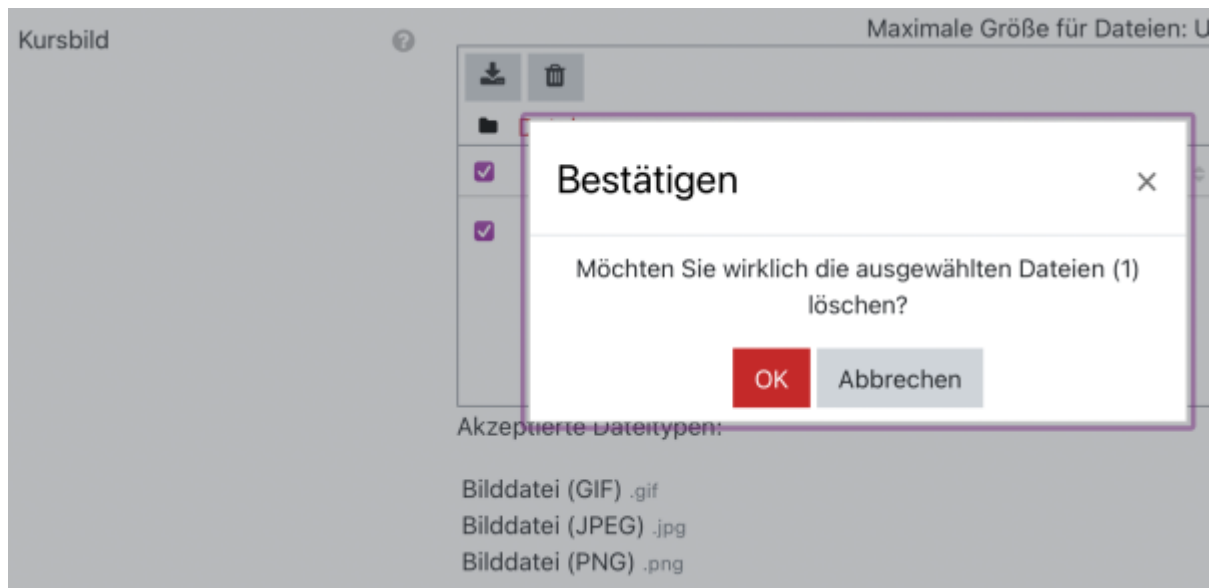 Maximale Größe für Dateien: U
Kursbild
Bestätigen
Möchten Sie wirklich die ausgewählten Dateien (1)
löschen?
OK Abbrechen
Akzeptierte Dateitypen:
Bilddatei (GIF) .gif
Bilddatei (JPEG) .jpg
Bilddatei (PNG) .png